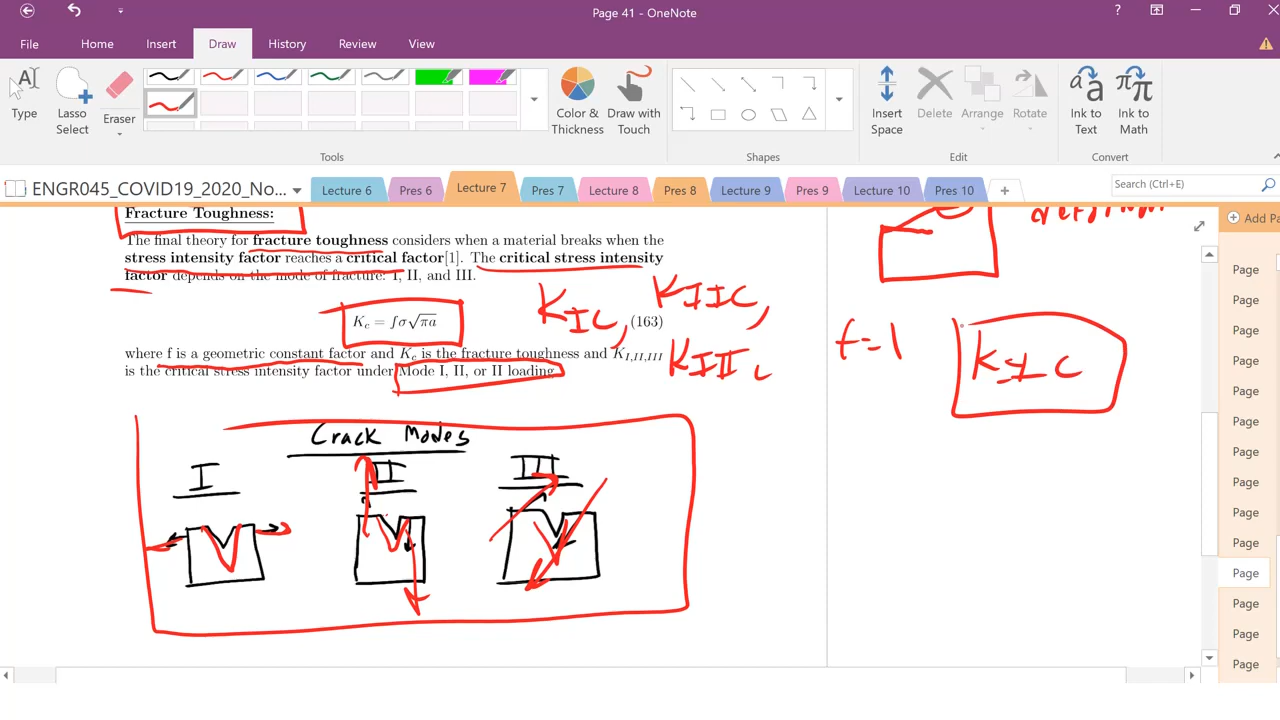 Page 41 - OneNote
?
File
Home
Insert
Draw
History
Review
View
Type
Lasso Select
Eraser
Color & Thickness
Draw with Touch
Insert Space
Delete
Arrange
Rotate
Ink to Text
Ink to Math
Tools
Shapes
Edit
Convert
ENGR045_COVID19_2020_No...
Lecture 6
Pres 6
Lecture 7
Pres 7
Lecture 8
Pres 8
Lecture 9
Pres 9
Lecture 10
Pres 10
Search (Ctrl+E)
Add Pa
Fracture Toughness:
The final theory for fracture toughness considers when a material breaks when the
stress intensity factor reaches a critical factor[1]. The critical stress intensity
factor depends on the mode of fracture: I, II, and III.
K_c = fσ√πa (163)
KIC, KIIC,
KIII c
where f is a geometric constant factor and K_c is the fracture toughness and K_I,II,III
is the critical stress intensity factor under Mode I, II, or II loading
f=1
KIC
Crack Modes
I
II
III
Page
Page
Page
Page
Page
Page
Page
Page
Page
Page
Page
Page
Page
Page